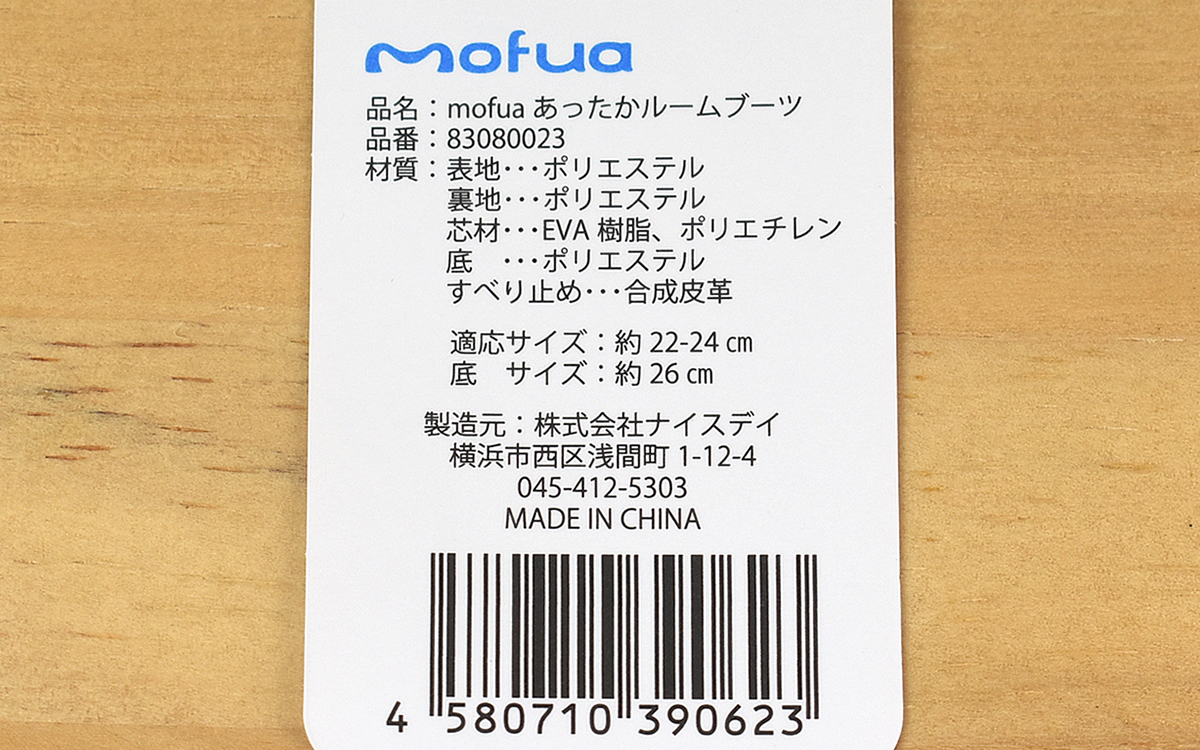 mofua
品名：mofua あったかルームブーツ
品番：83080023
材質：表地･･･ポリエステル
裏地･･･ポリエステル
芯材･･･EVA 樹脂、ポリエチレン
底　･･･ポリエステル
すべり止め･･･合成皮革
適応サイズ：約 22-24 ㎝
底　サイズ：約 26 ㎝
製造元：株式会社ナイスデイ
横浜市西区浅間町 1-12-4
045-412-5303
MADE IN CHINA
4 580710 390623